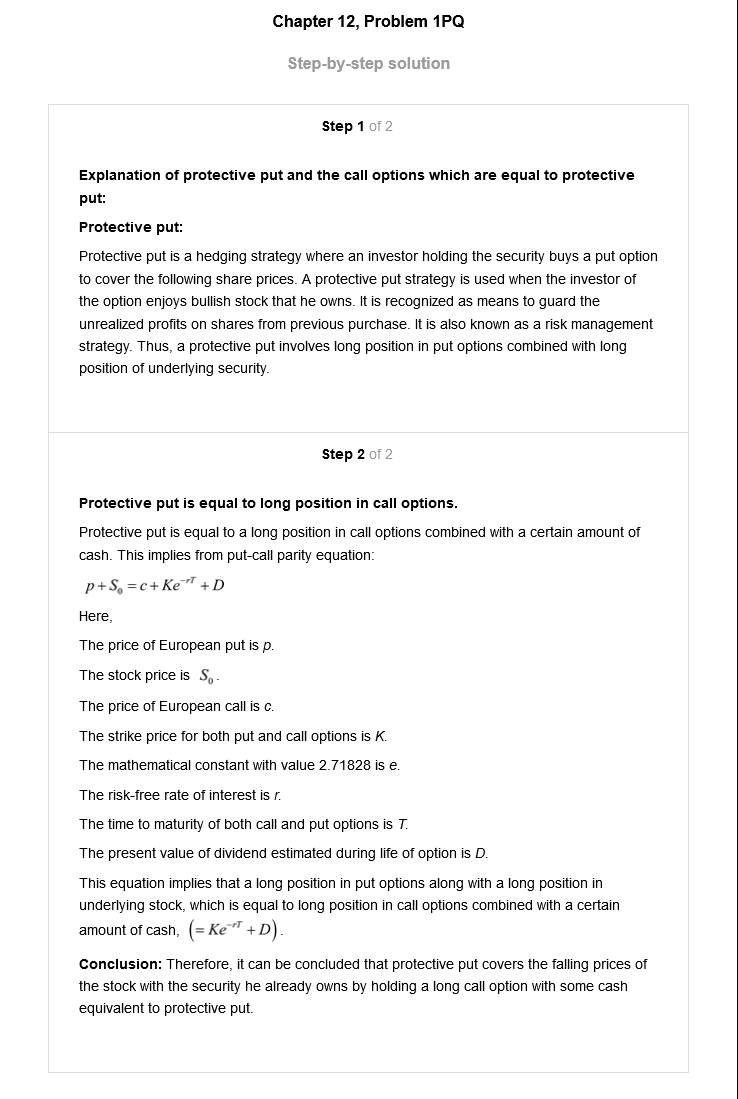 Chapter 12, Problem 1PQ
Step-by-step solution
Step 1 of 2
Explanation of protective put and the call options which are equal to protective
put:
Protective put:
Protective put is a hedging strategy where an investor holding the security buys a put option
to cover the following share prices. A protective put strategy is used when the investor of
the option enjoys bullish stock that he owns. It is recognized as means to guard the
unrealized profits on shares from previous purchase. It is also known as a risk management
strategy. Thus, a protective put involves long position in put options combined with long
position of underlying security.
Step 2 of 2
Protective put is equal to long position in call options.
Protective put is equal to a long position in call options combined with a certain amount of
cash. This implies from put-call parity equation:
p + S₀ = c + Ke⁻ʳᵀ + D
Here,
The price of European put is p.
The stock price is S₀.
The price of European call is c.
The strike price for both put and call options is K.
The mathematical constant with value 2.71828 is e.
The risk-free rate of interest is r.
The time to maturity of both call and put options is T.
The present value of dividend estimated during life of option is D.
This equation implies that a long position in put options along with a long position in
underlying stock, which is equal to long position in call options combined with a certain
amount of cash, (= Ke⁻ʳᵀ + D).
Conclusion: Therefore, it can be concluded that protective put covers the falling prices of
the stock with the security he already owns by holding a long call option with some cash
equivalent to protective put.